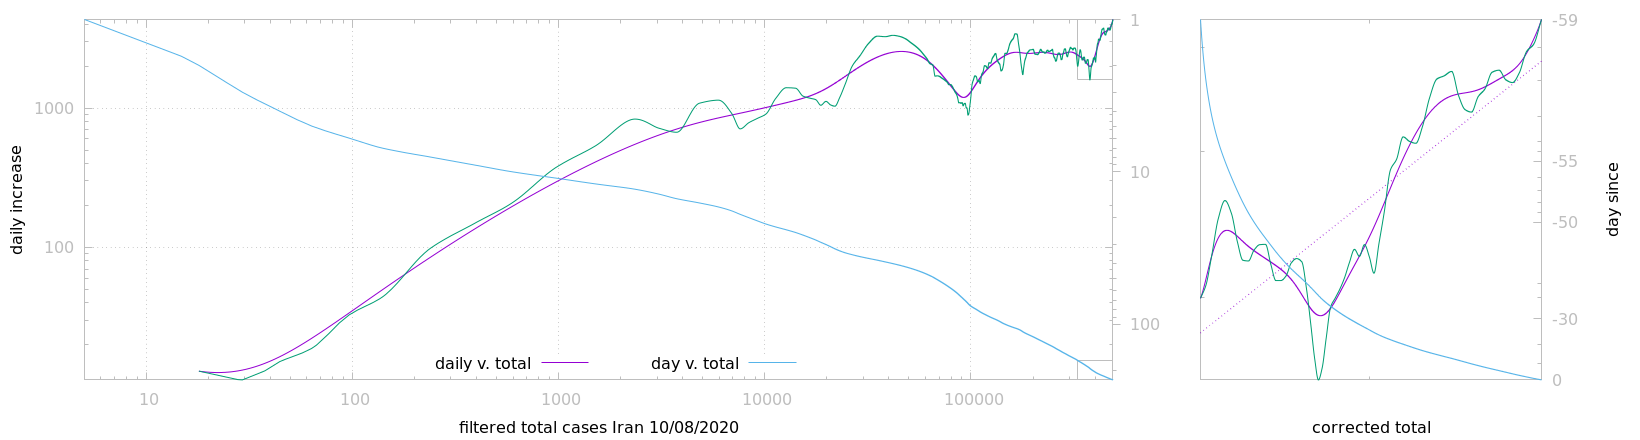 daily increase
1000
100
daily v. total
day v. total
10
100
1000
10000
100000
filtered total cases Iran 10/08/2020
1
10
100
-59
-55
-50
-30
0
day since
corrected total